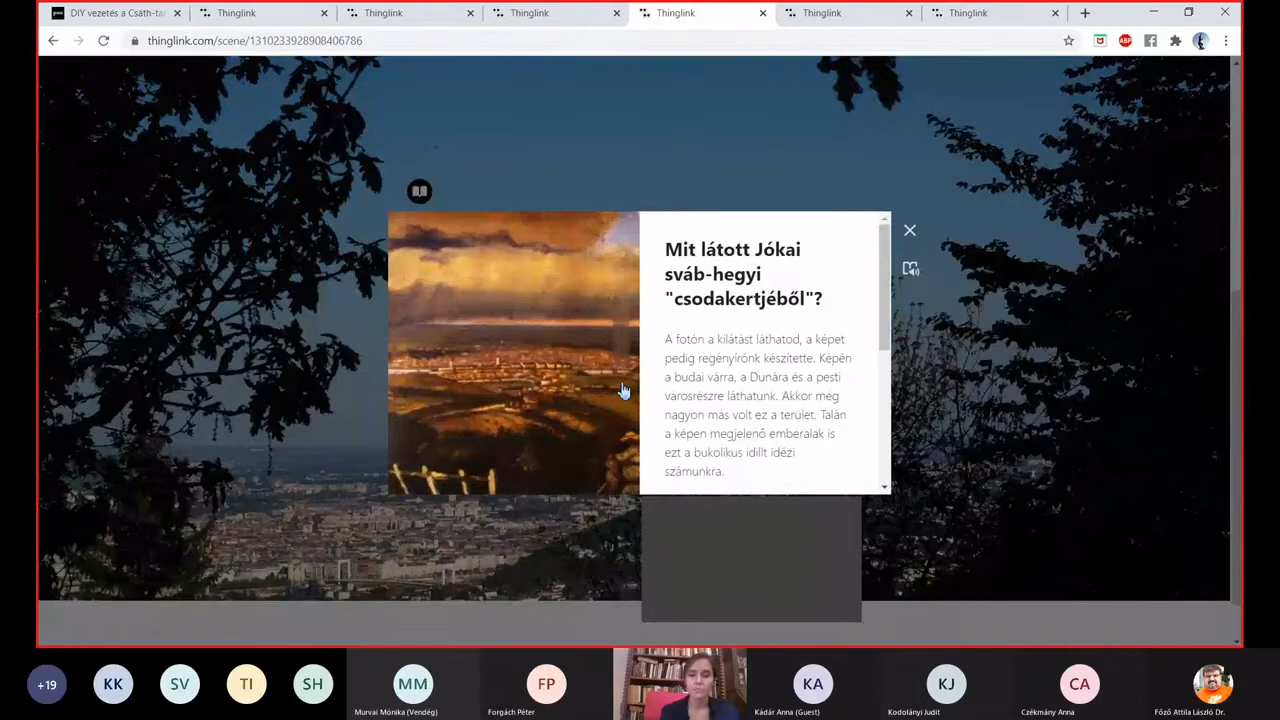 DIY vezetés a Csáth-ta
Thinglink
Thinglink
Thinglink
Thinglink
Thinglink
Thinglink
thinglink.com/scene/1310233928908406786
ABP
Mit látott Jókai
sváb-hegyi
"csodakertjéből"?
A fotón a kilátást láthatod, a képet
pedig regényírónk készítette. Képén
a budai várra, a Dunára és a pesti
városrészre láthatunk. Akkor még
nagyon más volt ez a terület. Talán
a képen megjelenő emberalak is
ezt a bukolikus idillt idézi
számunkra.
+19
KK
SV
TI
SH
MM
FP
KA
KJ
CA
Murvai Mónika (Vendég)
Forgách Péter
Kádár Anna (Guest)
Kodolányi Judit
Czékmány Anna
Főző Attila László Dr.